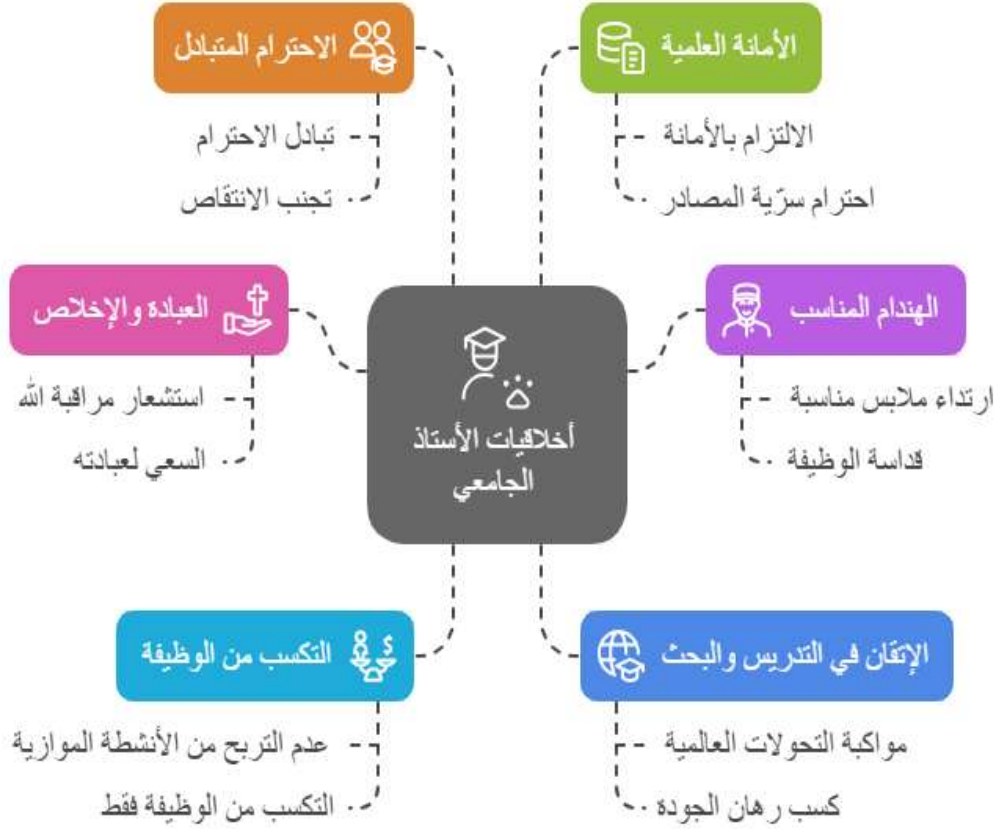 الأمانة العلمية
الالتزام بالأمانة
احترام سرّية المصادر
الاحترام المتبادل
تبادل الاحترام
تجنب الانتقاص
الهندام المناسب
ارتداء ملابس مناسبة
قداسة الوظيفة
العبادة والإخلاص
استشعار مراقبة الله
السعي لعبادته
أخلاقيات الأستاذ
الجامعي
الإتقان في التدريس والبحث
مواكبة التحولات العالمية
كسب رهان الجودة
التكسب من الوظيفة
عدم التربح من الأنشطة الموازية
التكسب من الوظيفة فقط